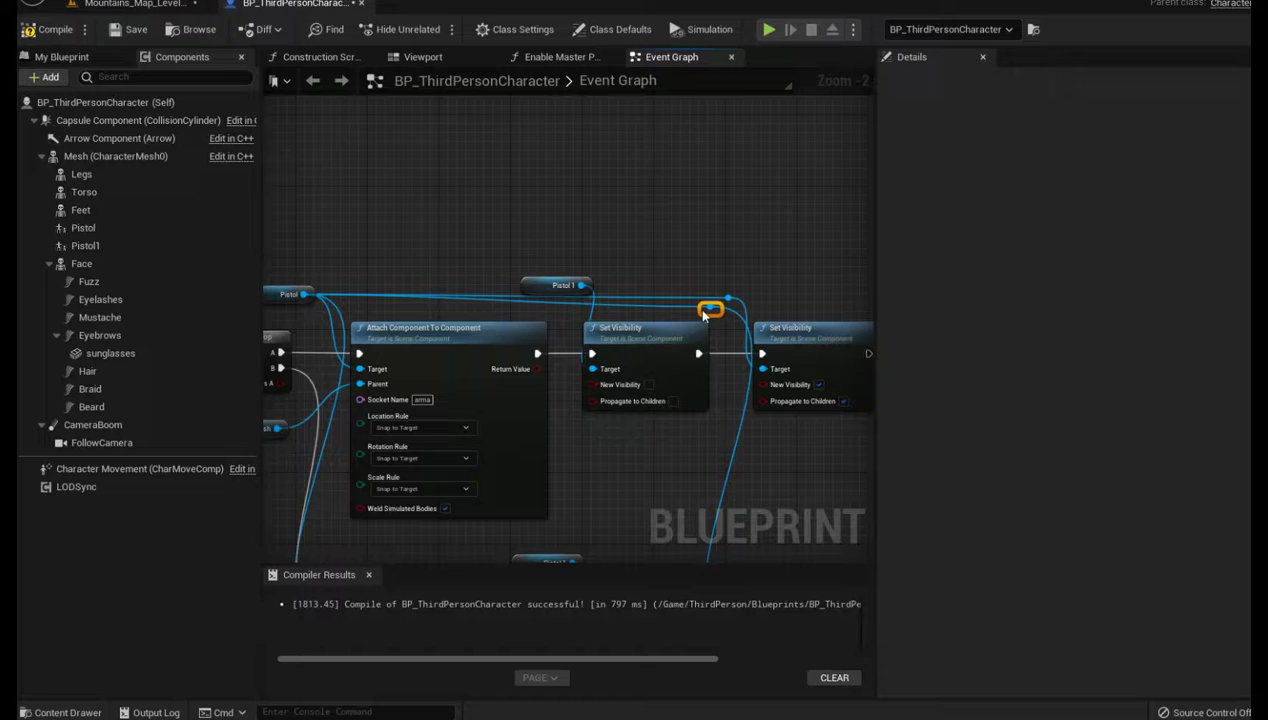 Mountains_Map_Level...
BP_ThirdPersonCharac...
Parent class: Character
Compile
Save
Browse
Diff
Find
Hide Unrelated
Class Settings
Class Defaults
Simulation
BP_ThirdPersonCharacter
My Blueprint
Components
Construction Scr...
Viewport
Enable Master P...
Event Graph
Details
Add
Search
BP_ThirdPersonCharacter > Event Graph
Zoom -2
BP_ThirdPersonCharacter (Self)
Capsule Component (CollisionCylinder) Edit in C
Arrow Component (Arrow) Edit in C++
Mesh (CharacterMesh0) Edit in C++
Legs
Torso
Feet
Pistol
Pistol1
Face
Fuzz
Eyelashes
Mustache
Eyebrows
sunglasses
Hair
Braid
Beard
CameraBoom
FollowCamera
Character Movement (CharMoveComp) Edit in
LODSync
Pistol 1
Pistol
op
A
B
s A
sh
Attach Component To Component
Target is Scene Component
Target
Return Value
Parent
Socket Name arma
Location Rule
Snap to Target
Rotation Rule
Snap to Target
Scale Rule
Snap to Target
Weld Simulated Bodies
Set Visibility
Target is Scene Component
Target
New Visibility
Propagate to Children
Set Visibility
Target is Scene Component
Target
New Visibility
Propagate to Children
BLUEPRINT
Compiler Results
[1813.45] Compile of BP_ThirdPersonCharacter successful! [in 797 ms] (/Game/ThirdPerson/Blueprints/BP_ThirdPe
PAGE
CLEAR
Content Drawer
Output Log
Cmd
Enter Console Command
Source Control Of